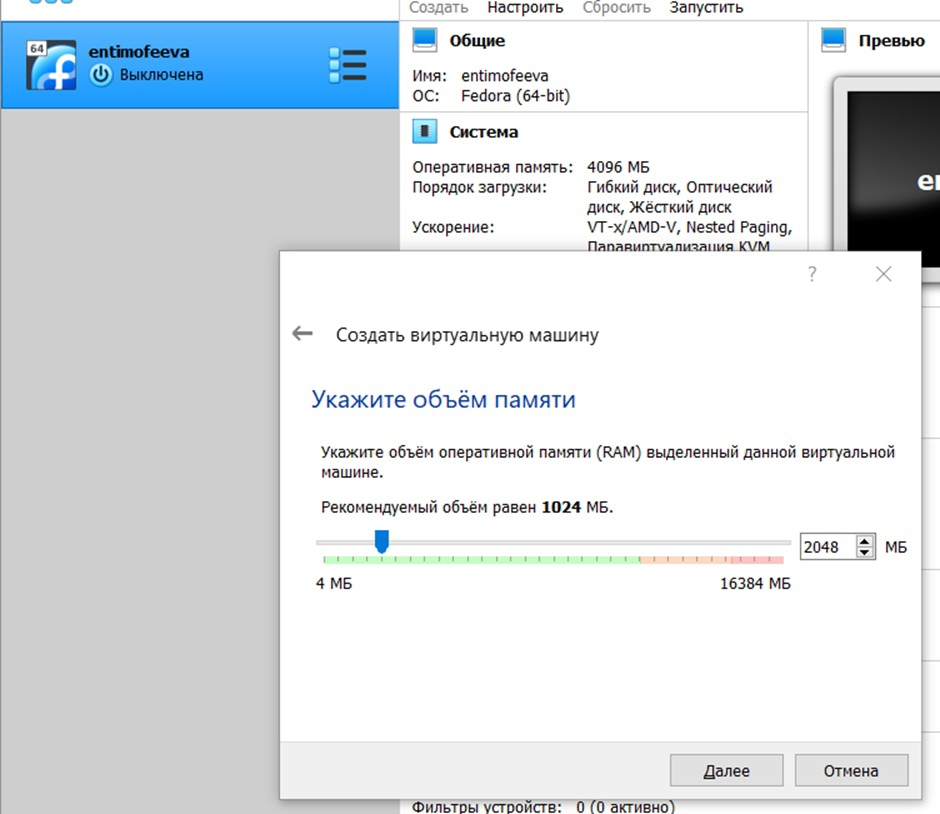 Создать Настроить Сбросить Запустить
64
entimofeeva
Выключена
Общие
Имя: entimofeeva
ОС: Fedora (64-bit)
Превью
Система
Оперативная память: 4096 МБ
Порядок загрузки: Гибкий диск, Оптический
диск, Жёсткий диск
Ускорение: VT-x/AMD-V, Nested Paging,
Паравиртуализация KVM
?
Создать виртуальную машину
Укажите объём памяти
Укажите объём оперативной памяти (RAM) выделенный данной виртуальной
машине.
Рекомендуемый объём равен 1024 МБ.
2048 МБ
4 МБ 16384 МБ
Далее Отмена
Фильтры устройств: 0 (0 активно)